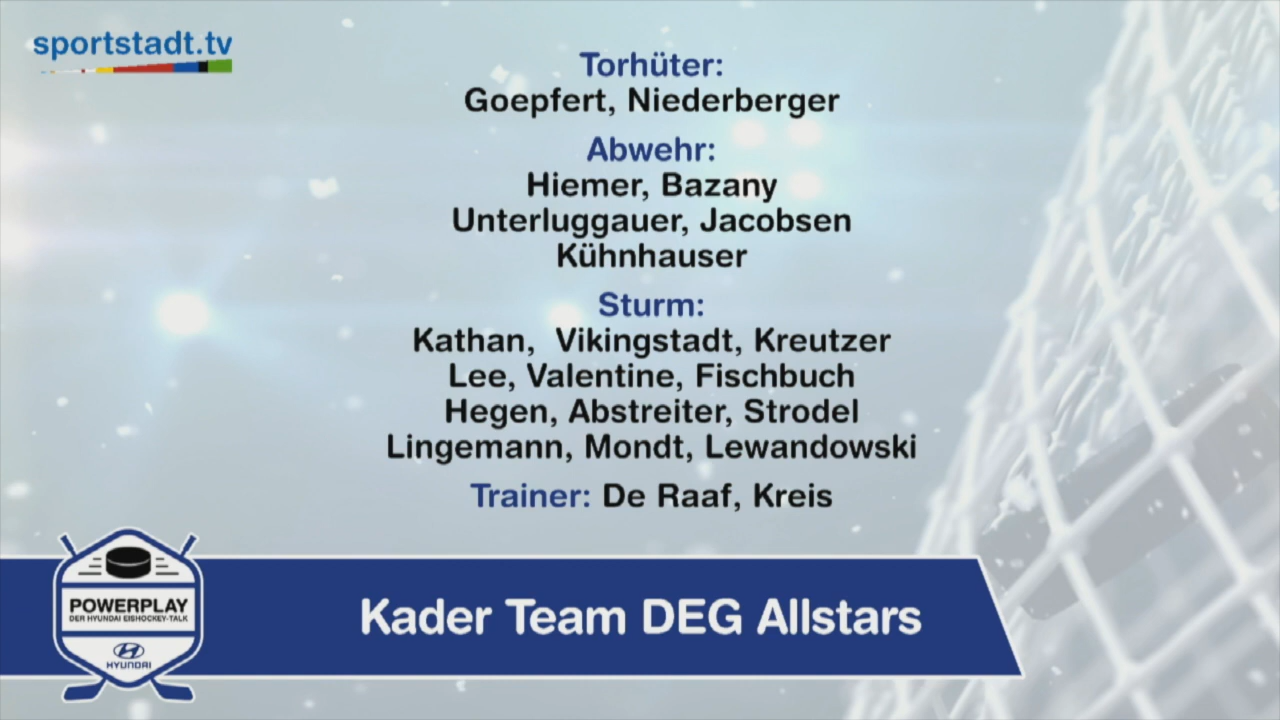 sportstadt.tv
Torhüter:
Goepfert, Niederberger
Abwehr:
Hiemer, Bazany
Unterluggauer, Jacobsen
Kühnhauser
Sturm:
Kathan, Vikingstadt, Kreutzer
Lee, Valentine, Fischbuch
Hegen, Abstreiter, Strodel
Lingemann, Mondt, Lewandowski
Trainer: De Raaf, Kreis
POWERPLAY
DER HYUNDAI EISHOCKEY-TALK
HYUNDAI
Kader Team DEG Allstars